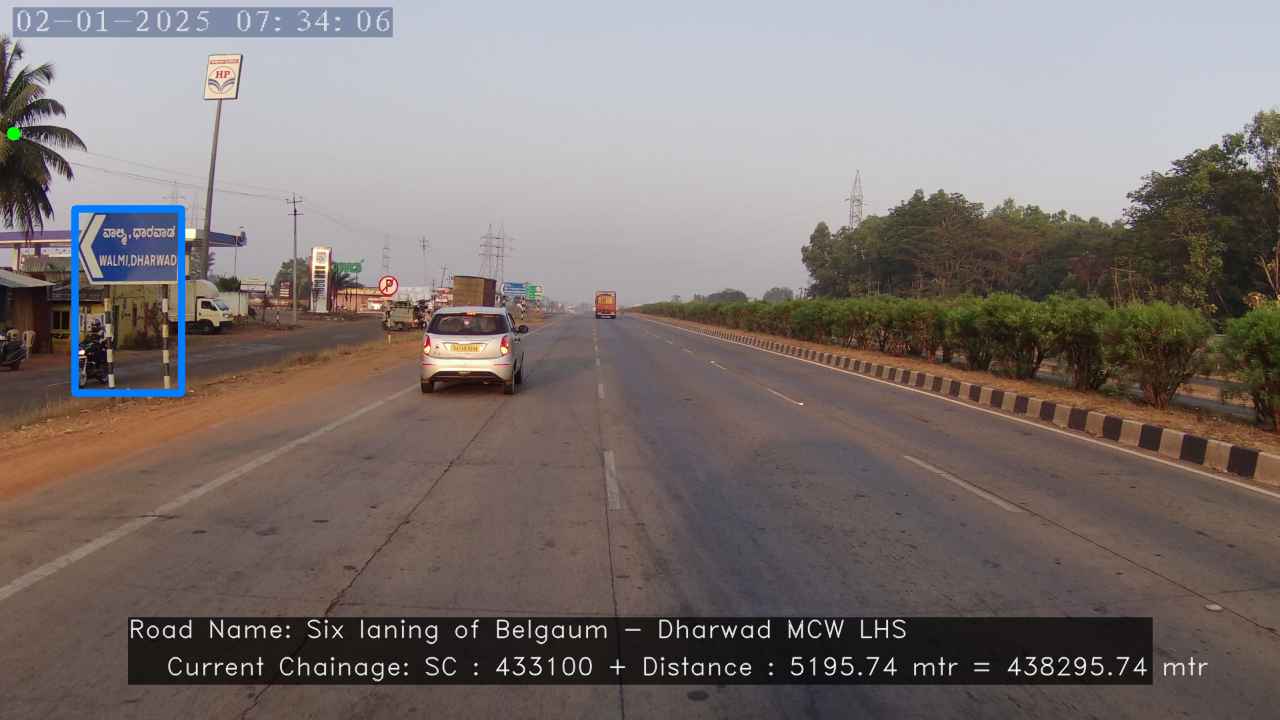 02-01-2025 07:34:06
HP
ವಾಲ್ಮಿ, ಧಾರವಾಡ
WALMI,DHARWAD
P
Road Name: Six laning of Belgaum - Dharwad MCW LHS
Current Chainage: SC : 433100 + Distance : 5195.74 mtr = 438295.74 mtr